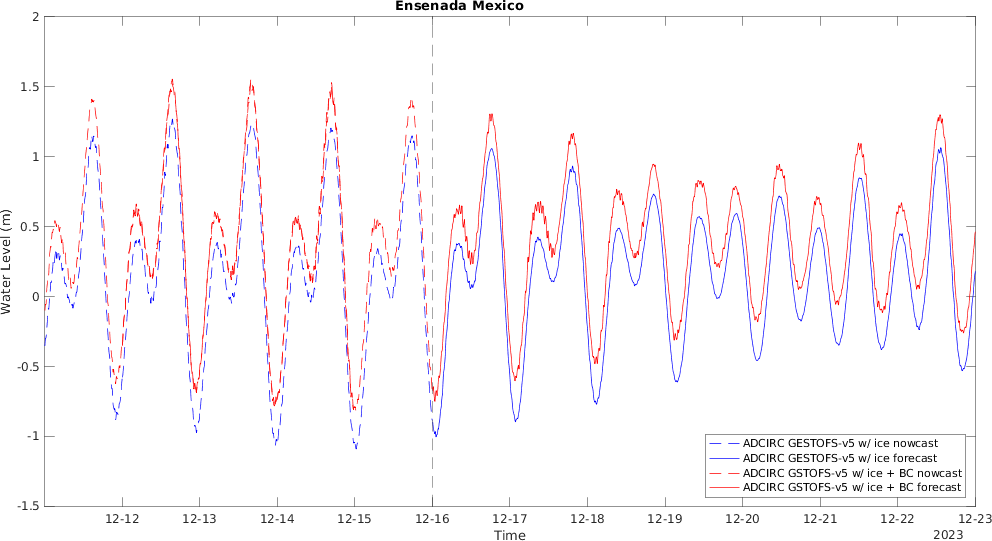 Ensenada Mexico
2
1.5
1
0.5
0
-0.5
-1
-1.5
Water Level (m)
12-12 12-13 12-14 12-15 12-16 12-17 12-18 12-19 12-20 12-21 12-22 12-23
Time
2023
ADCIRC GESTOFS-v5 w/ ice nowcast
ADCIRC GESTOFS-v5 w/ ice forecast
ADCIRC GSTOFS-v5 w/ ice + BC nowcast
ADCIRC GSTOFS-v5 w/ ice + BC forecast